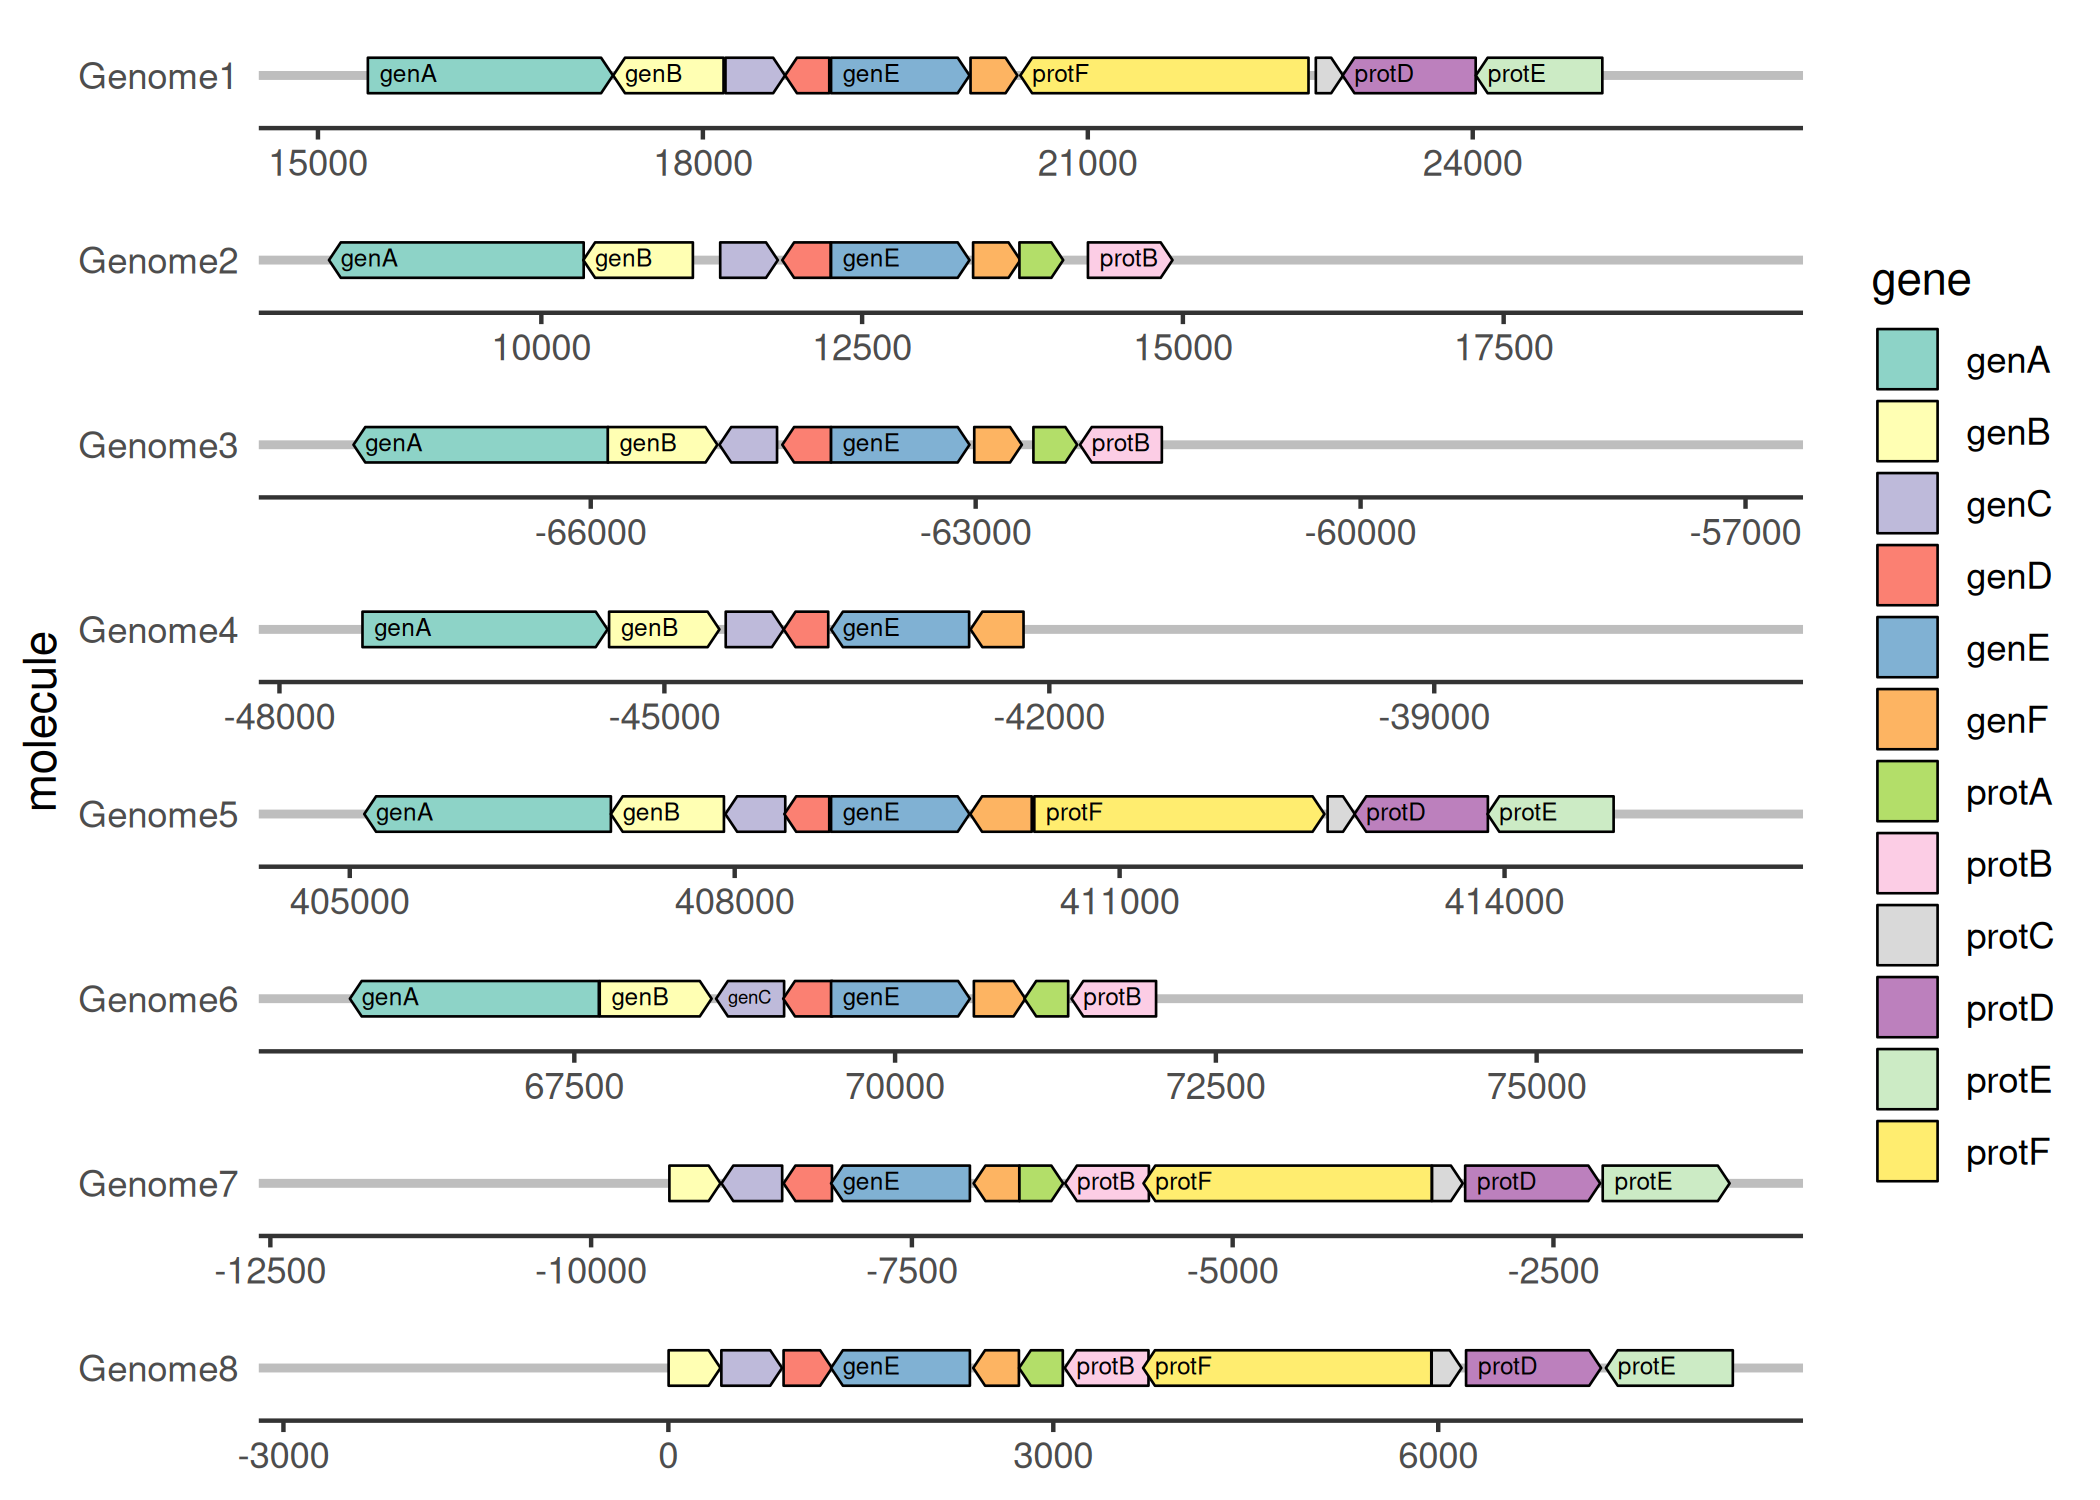 Genome1 genA genB genE protF protD protE
15000 18000 21000 24000
Genome2 genA genB genE protB
10000 12500 15000 17500
Genome3 genA genB genE protB
-66000 -63000 -60000 -57000
Genome4 genA genB genE
-48000 -45000 -42000 -39000
Genome5 genA genB genE protF protD protE
405000 408000 411000 414000
Genome6 genA genB genC genE protB
67500 70000 72500 75000
Genome7 genE protB protF protD protE
-12500 -10000 -7500 -5000 -2500
Genome8 genE protB protF protD protE
-3000 0 3000 6000
molecule
gene
genA
genB
genC
genD
genE
genF
protA
protB
protC
protD
protE
protF